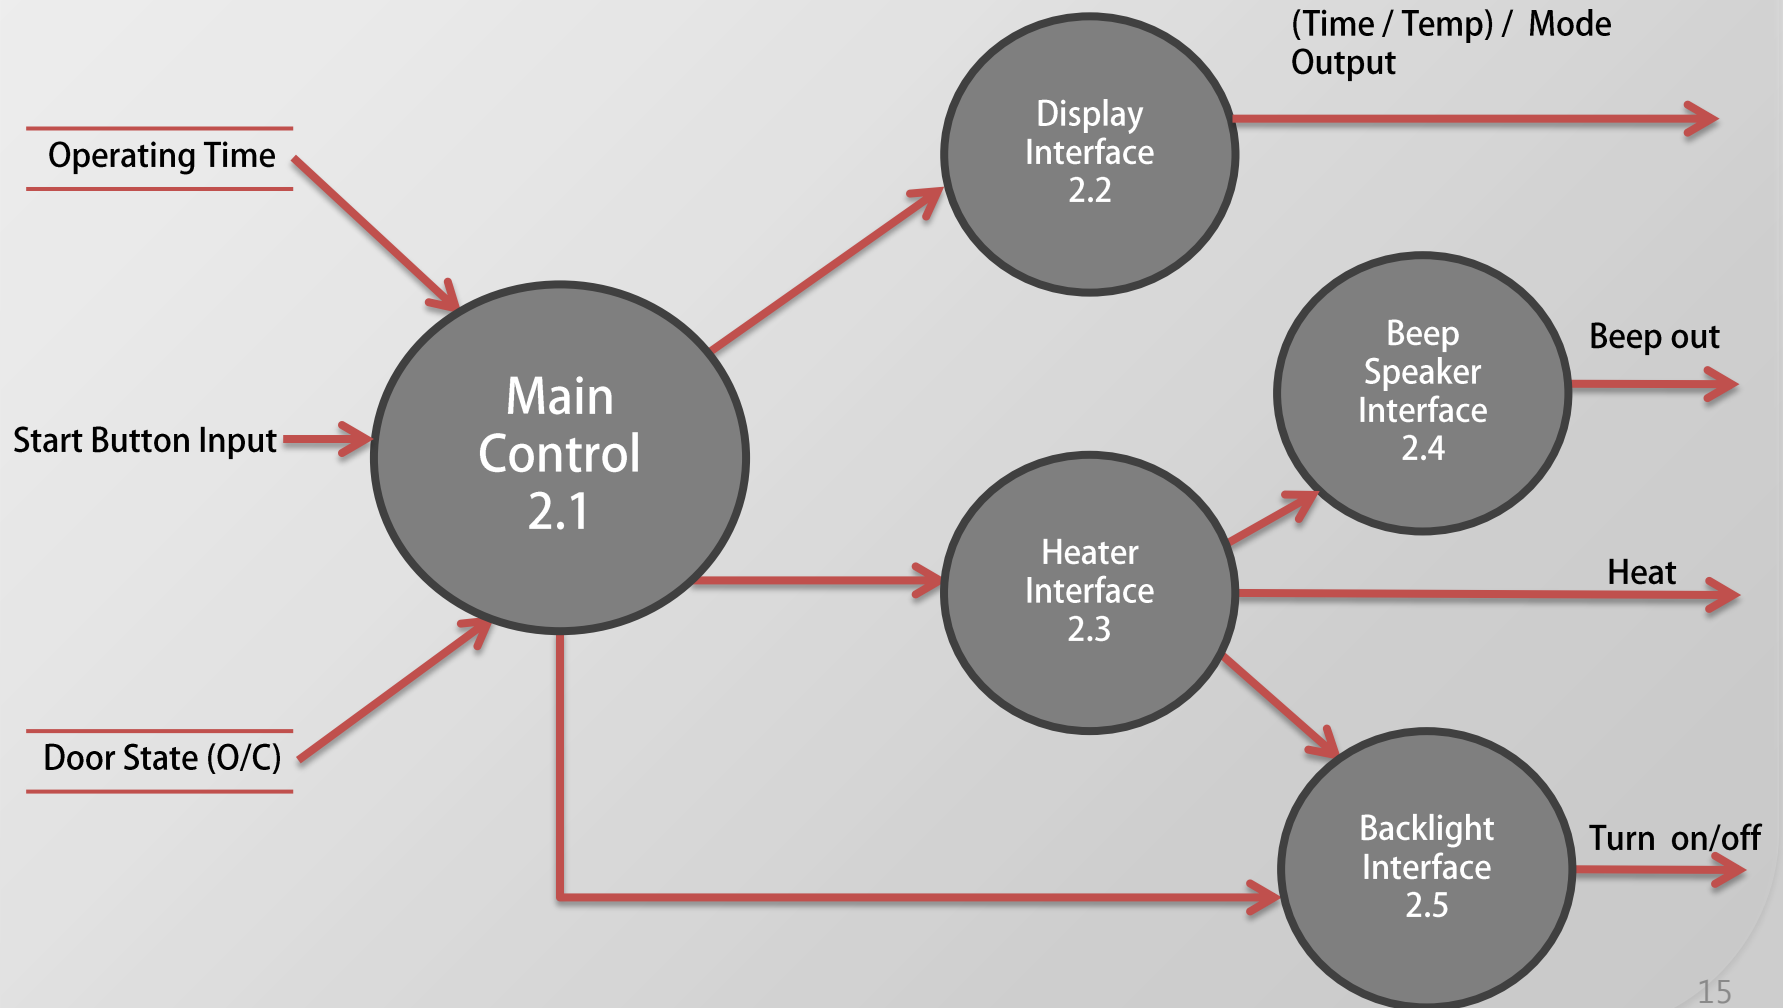 (Time / Temp) /  Mode
Output
Display
Interface
2.2
Operating Time
Beep
Speaker
Interface
2.4
Beep out
Main
Control
2.1
Start Button Input
Heater
Interface
2.3
Heat
Door State (O/C)
Backlight
Interface
2.5
Turn  on/off
15